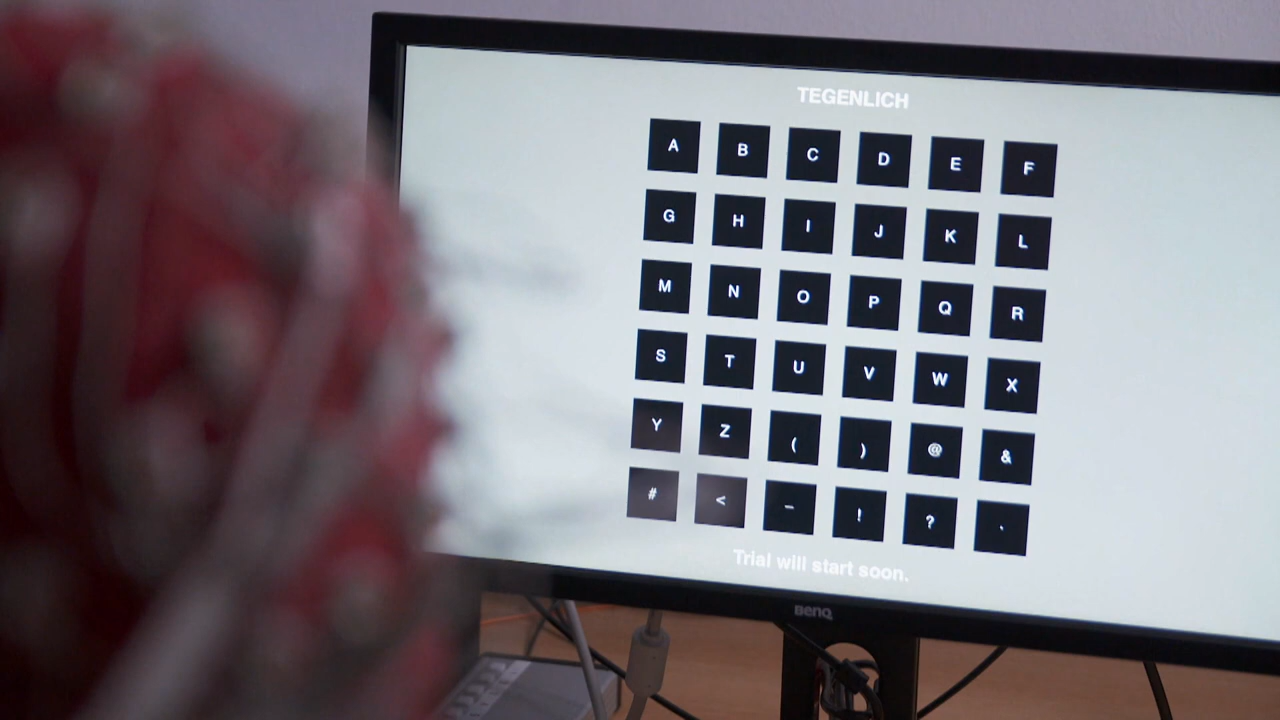 TEGENLICH
A B C D E F
G H I J K L
M N O P Q R
S T U V W X
Y Z ( ) @ &
# < - ! ? .
Trial will start soon.
BenQ